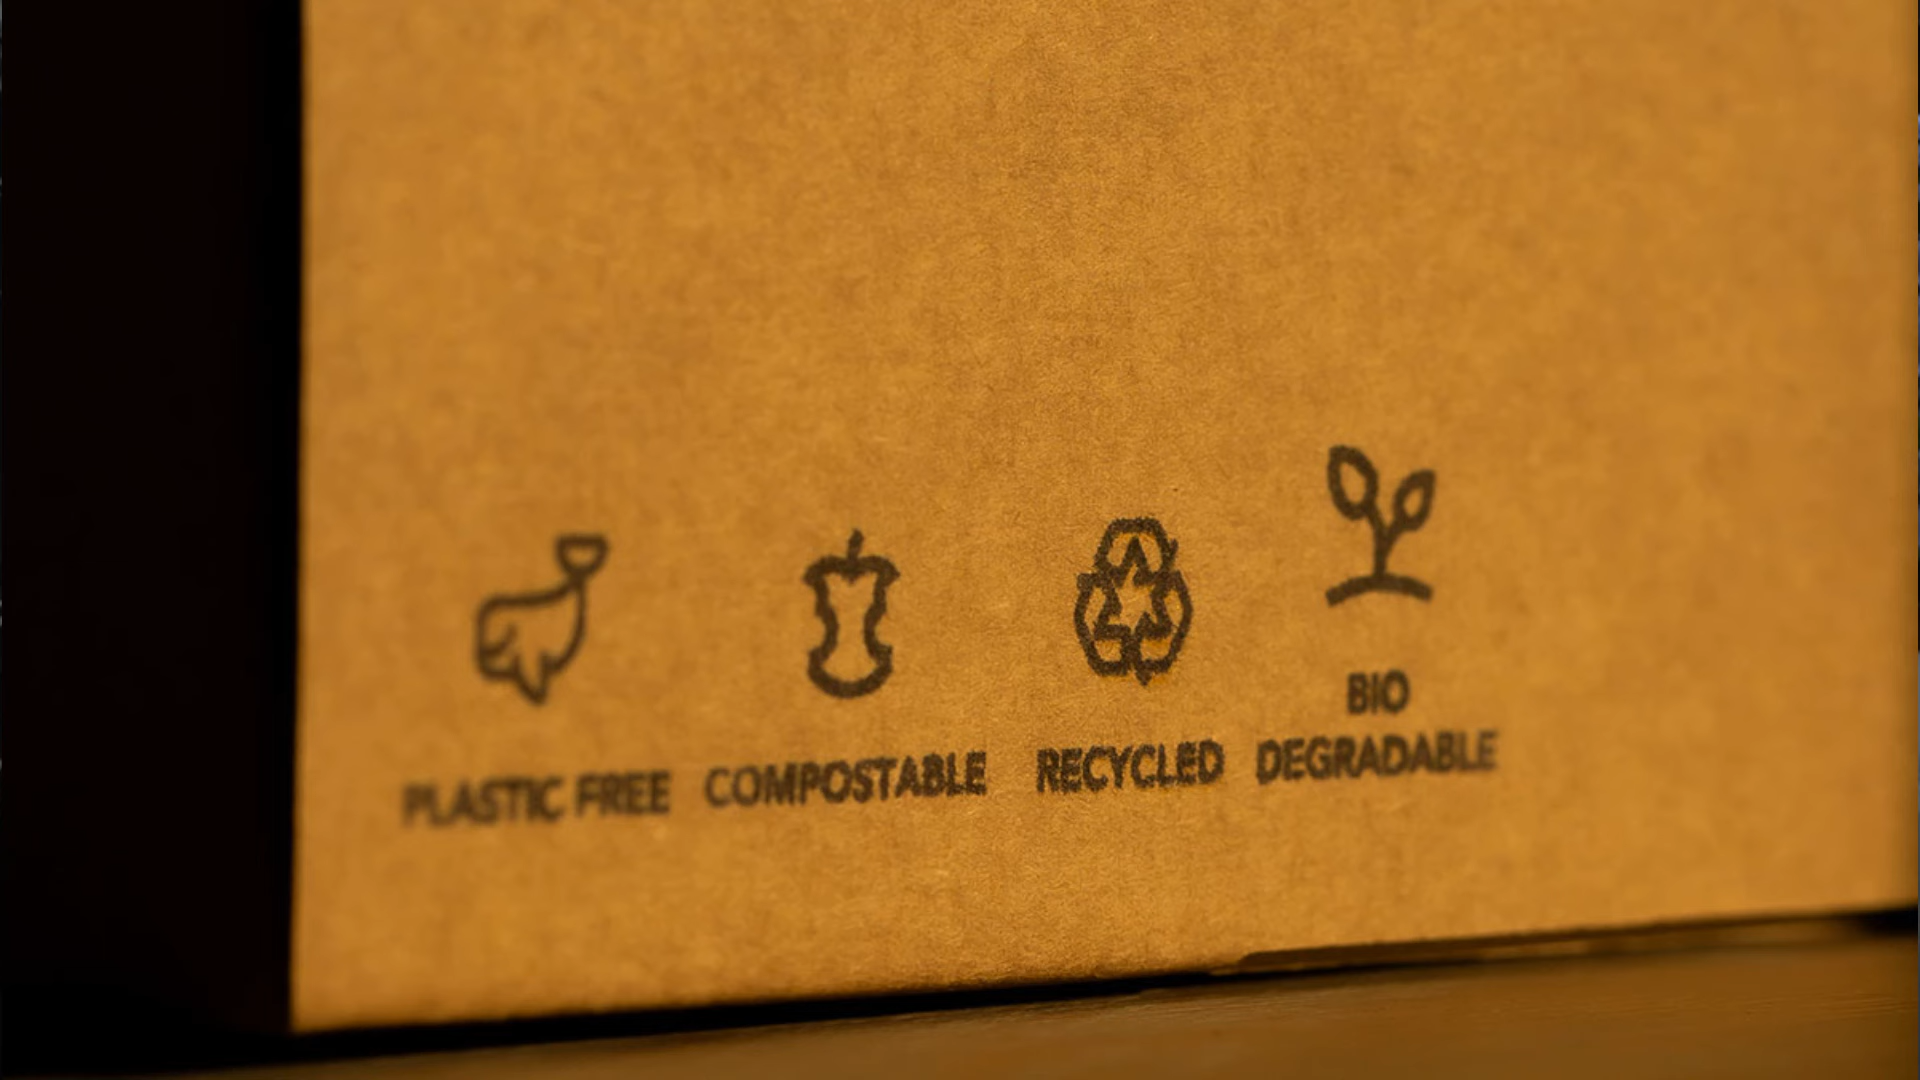 PLASTIC FREE
COMPOSTABLE
RECYCLED
BIO
DEGRADABLE